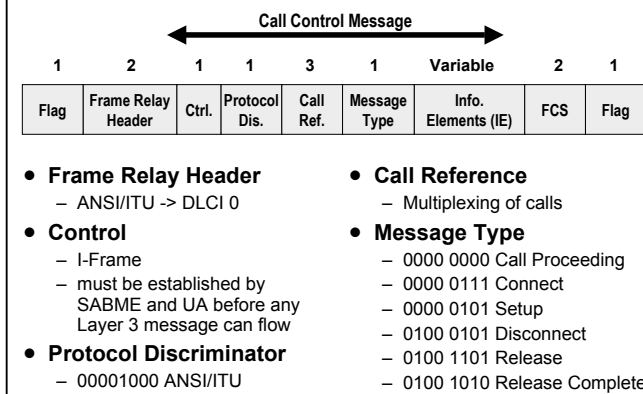 Call Control Message
1 2 1 1 3 1 Variable 2 1
Flag Frame Relay Header Ctrl. Protocol Dis. Call Ref. Message Type Info. Elements (IE) FCS Flag
• Frame Relay Header
– ANSI/ITU -> DLCI 0
• Control
– I-Frame
– must be established by
SABME and UA before any
Layer 3 message can flow
• Protocol Discriminator
– 00001000 ANSI/ITU
• Call Reference
– Multiplexing of calls
• Message Type
– 0000 0000 Call Proceeding
– 0000 0111 Connect
– 0000 0101 Setup
– 0100 0101 Disconnect
– 0100 1101 Release
– 0100 1010 Release Complete